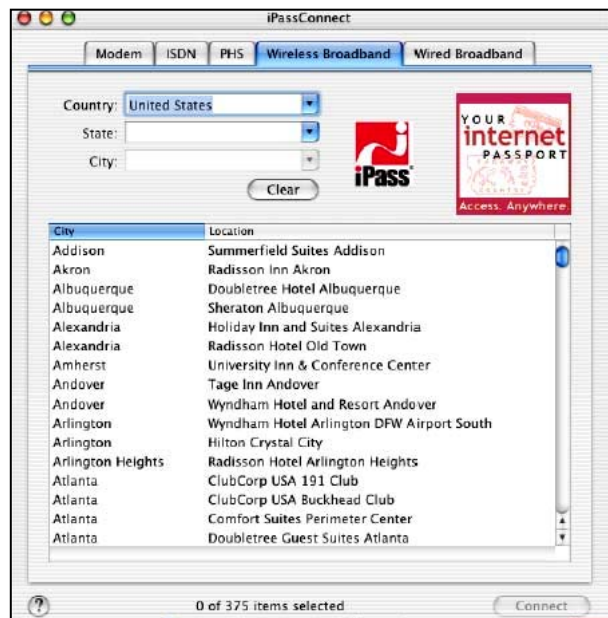 iPassConnect
Modem ISDN PHS Wireless Broadband Wired Broadband
Country: United States
State:
City:
Clear
iPass
YOUR
internet
PASSPORT
Access. Anywhere.
City Location
Addison Summerfield Suites Addison
Akron Radisson Inn Akron
Albuquerque Doubletree Hotel Albuquerque
Albuquerque Sheraton Albuquerque
Alexandria Holiday Inn and Suites Alexandria
Alexandria Radisson Hotel Old Town
Amherst University Inn & Conference Center
Andover Tage Inn Andover
Andover Wyndham Hotel and Resort Andover
Arlington Wyndham Hotel Arlington DFW Airport South
Arlington Hilton Crystal City
Arlington Heights Radisson Hotel Arlington Heights
Atlanta ClubCorp USA 191 Club
Atlanta ClubCorp USA Buckhead Club
Atlanta Comfort Suites Perimeter Center
Atlanta Doubletree Guest Suites Atlanta
? 0 of 375 items selected Connect